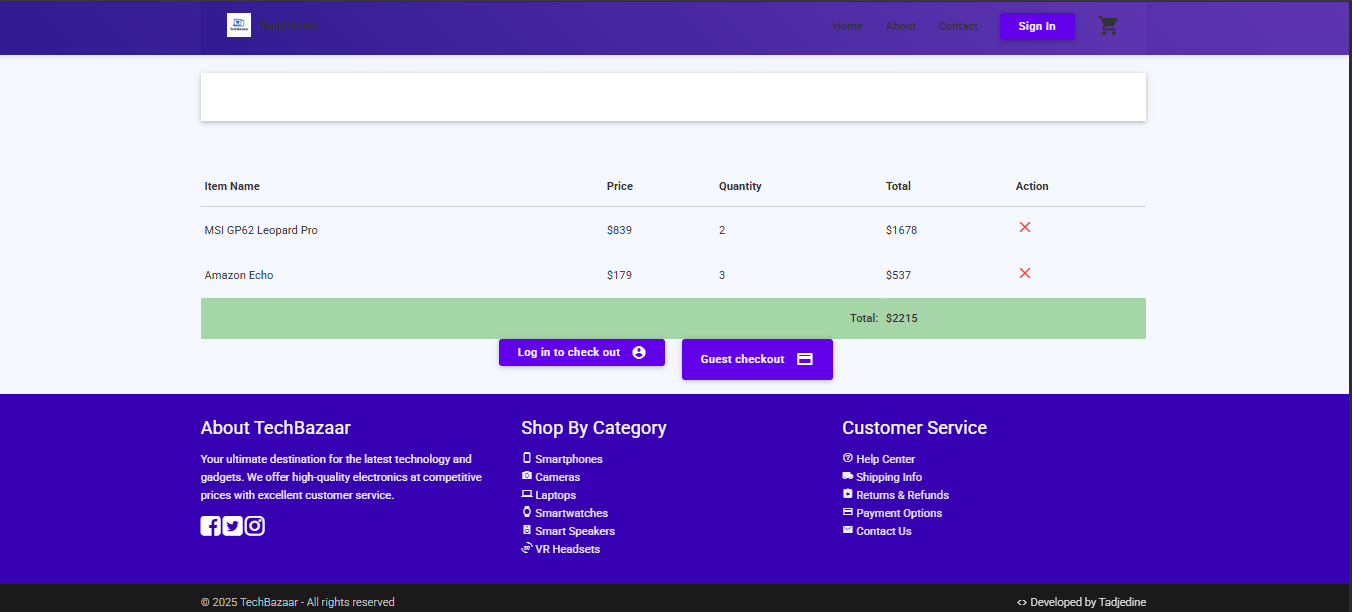 TechBazaar
TechBazaar Home About Contact Sign In
Item Name Price Quantity Total Action
MSI GP62 Leopard Pro $839 2 $1678
Amazon Echo $179 3 $537
Total: $2215
Log in to check out Guest checkout
About TechBazaar
Your ultimate destination for the latest technology and
gadgets. We offer high-quality electronics at competitive
prices with excellent customer service.
Shop By Category
Smartphones
Cameras
Laptops
Smartwatches
Smart Speakers
VR Headsets
Customer Service
Help Center
Shipping Info
Returns & Refunds
Payment Options
Contact Us
© 2025 TechBazaar - All rights reserved
<> Developed by Tadjedine